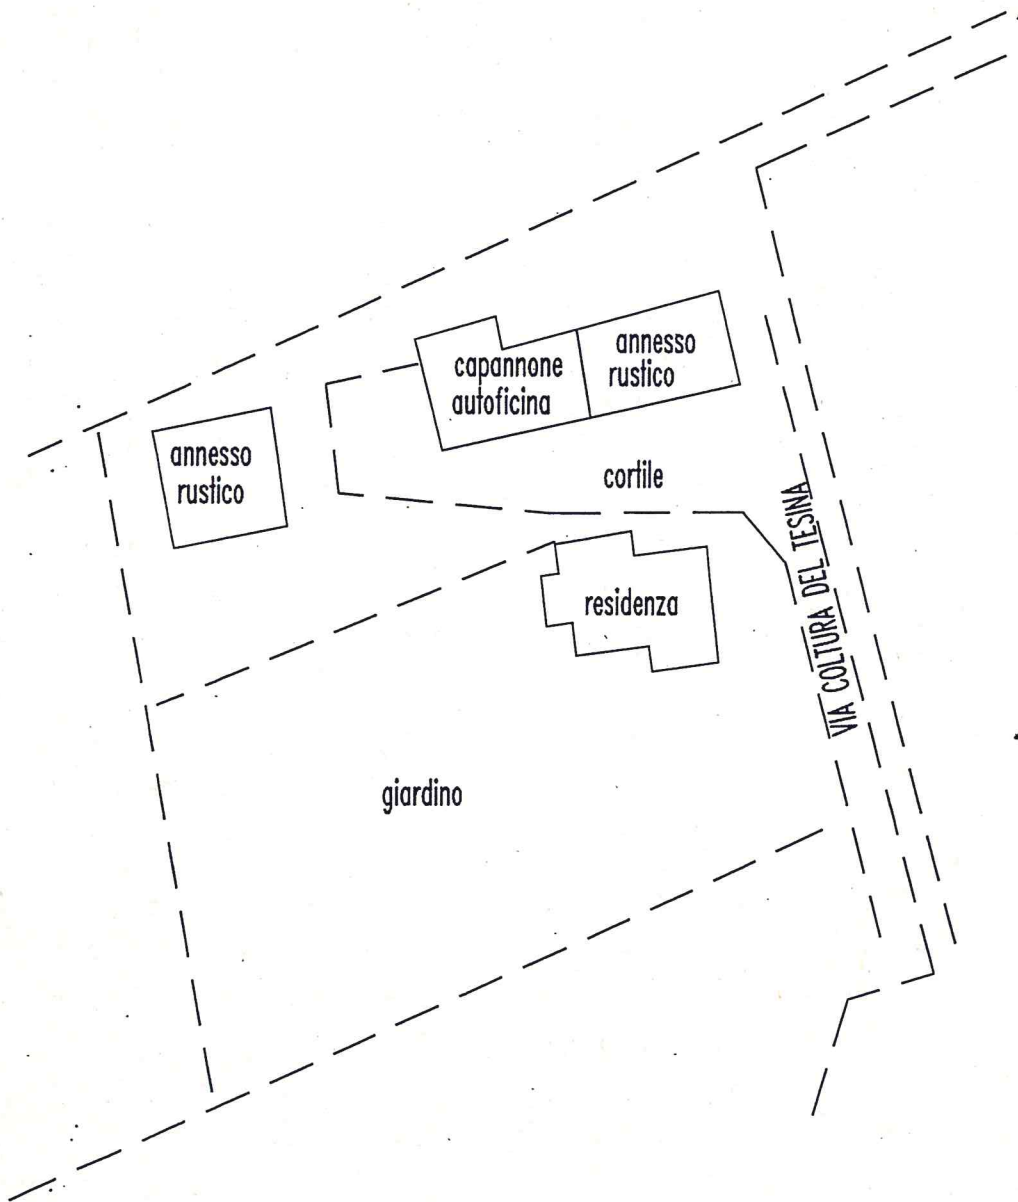 annesso
rustico
capannone
autoficina
annesso
rustico
cortile
residenza
VIA COLTURA DEL TESINA
giardino